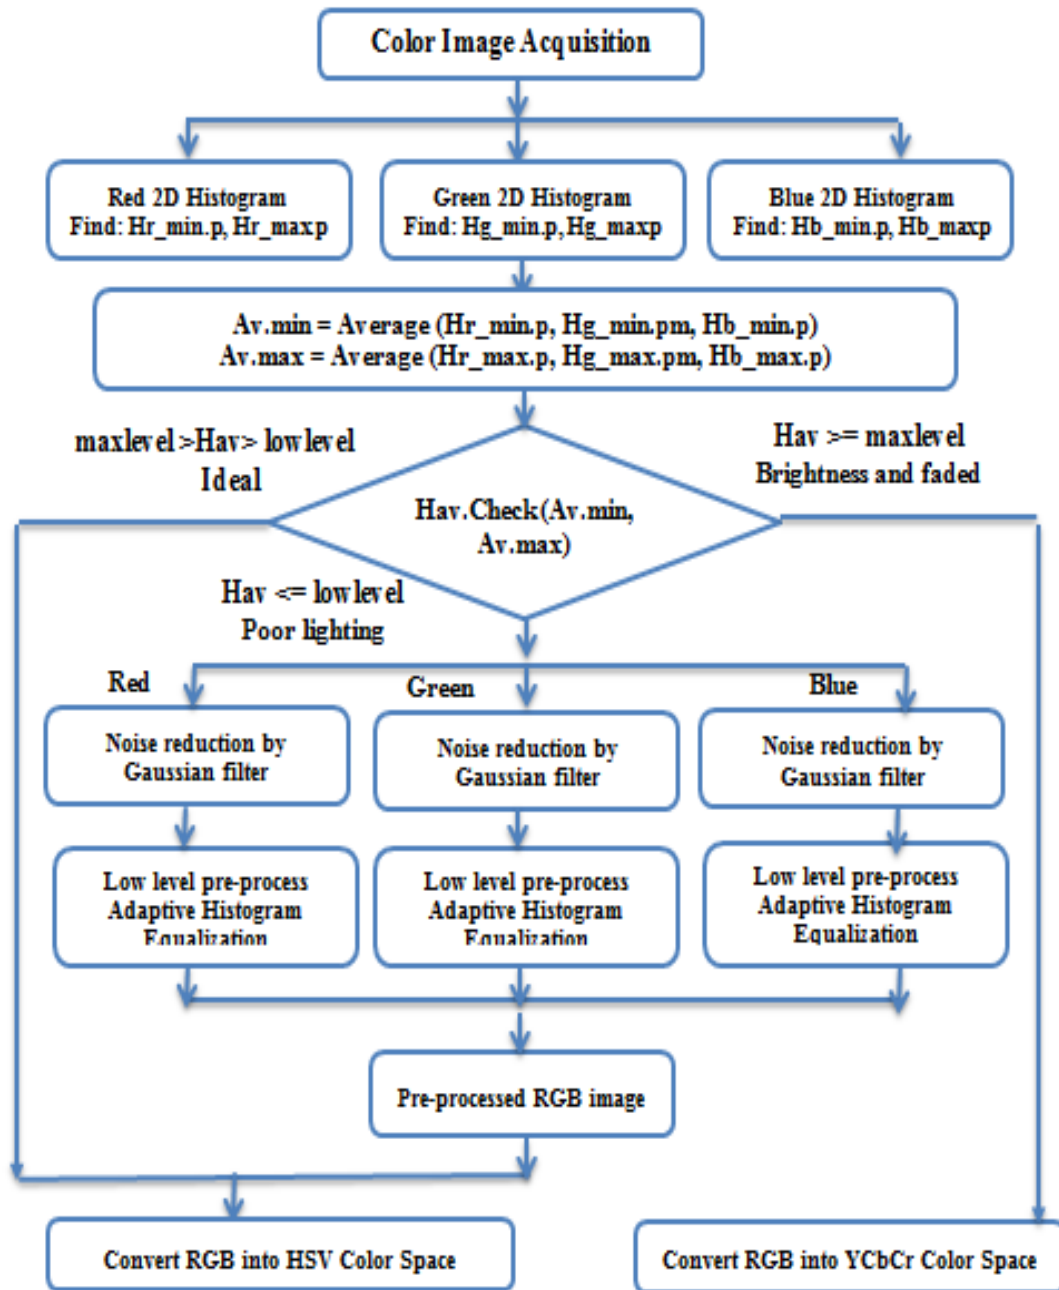 Color Image Acquisition
Red 2D Histogram
Find: Hr_min.p, Hr_maxp
Green 2D Histogram
Find: Hg_min.p, Hg_maxp
Blue 2D Histogram
Find: Hb_min.p, Hb_maxp
Av.min = Average (Hr_min.p, Hg_min.pm, Hb_min.p)
Av.max = Average (Hr_max.p, Hg_max.pm, Hb_max.p)
maxlevel >Hav> lowlevel
Ideal
Hav >= maxlevel
Brightness and faded
Hav.Check(Av.min,
Av.max)
Hav <= lowlevel
Poor lighting
Red
Green
Blue
Noise reduction by
Gaussian filter
Noise reduction by
Gaussian filter
Noise reduction by
Gaussian filter
Low level pre-process
Adaptive Histogram
Equalization
Low level pre-process
Adaptive Histogram
Equalization
Low level pre-process
Adaptive Histogram
Equalization
Pre-processed RGB image
Convert RGB into HSV Color Space
Convert RGB into YCbCr Color Space